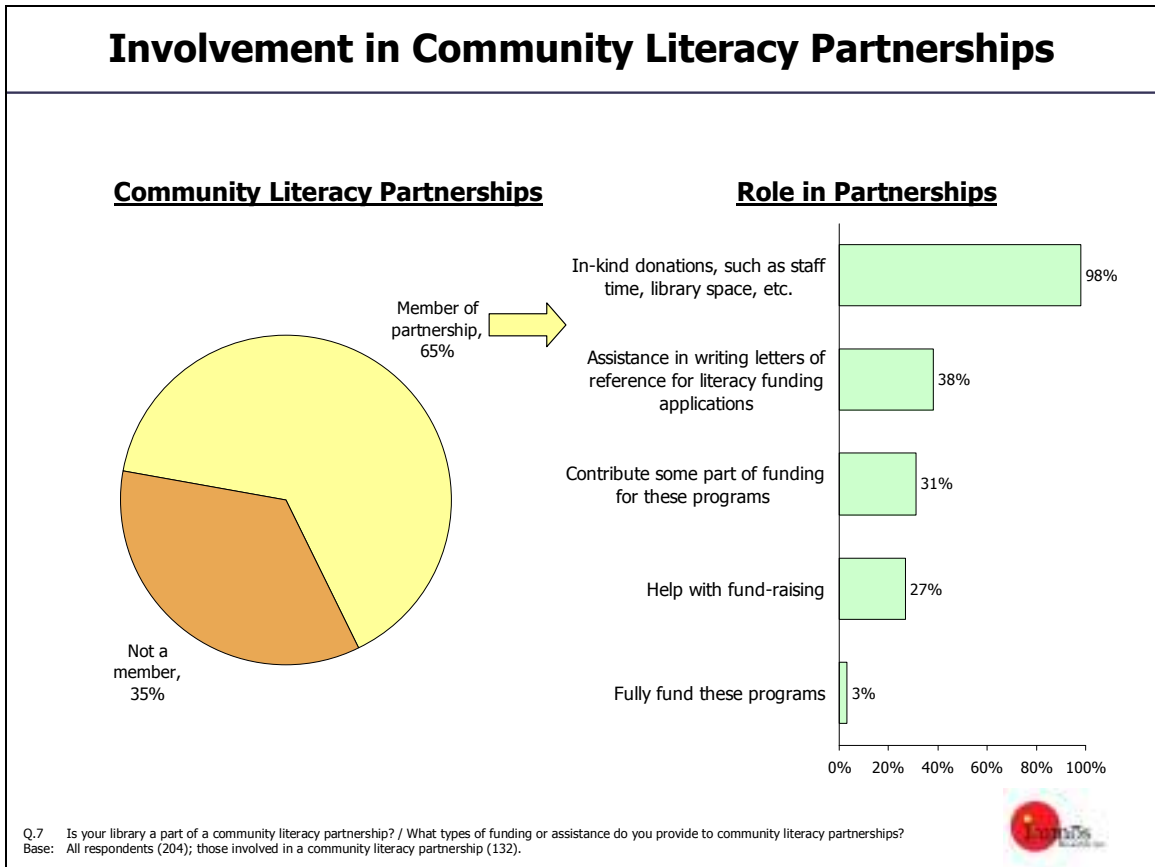 Involvement in Community Literacy Partnerships
Community Literacy Partnerships
Member of
partnership,
65%
Not a
member,
35%
Role in Partnerships
In-kind donations, such as staff
time, library space, etc.
98%
Assistance in writing letters of
reference for literacy funding
applications
38%
Contribute some part of funding
for these programs
31%
Help with fund-raising
27%
Fully fund these programs
3%
0% 20% 40% 60% 80% 100%
Q.7 Is your library a part of a community literacy partnership? / What types of funding or assistance do you provide to community literacy partnerships?
Base: All respondents (204); those involved in a community literacy partnership (132).